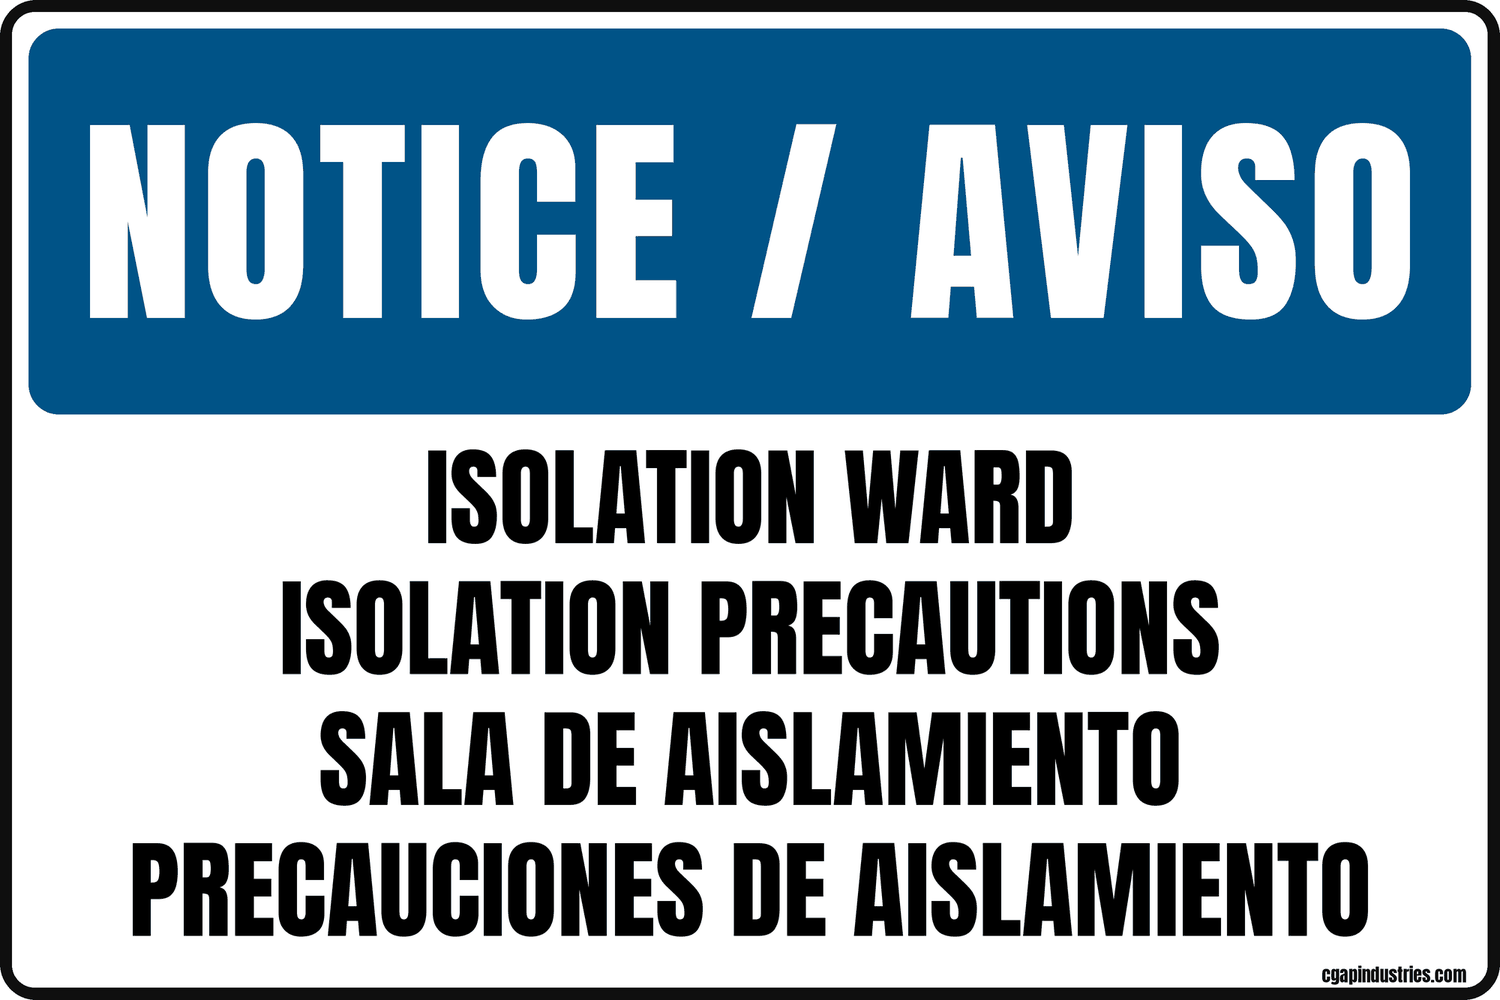 NOTICE / AVISO
ISOLATION WARD
ISOLATION PRECAUTIONS
SALA DE AISLAMIENTO
PRECAUCIONES DE AISLAMIENTO
cgapindustries.com